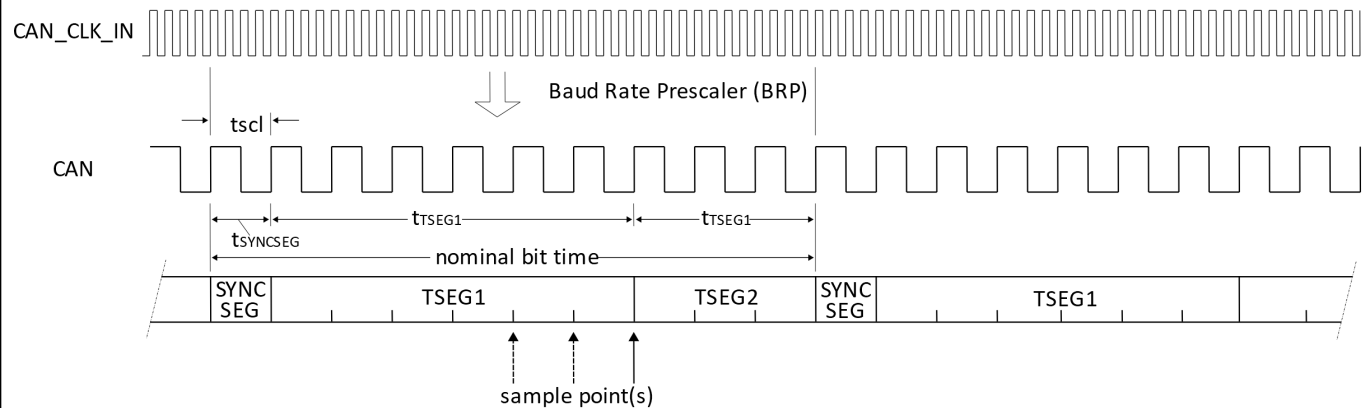 CAN_CLK_IN
Baud Rate Prescaler (BRP)
tscl
CAN
tTSEG1 tTSEG1
tSYNCSEG
nominal bit time
SYNC SEG TSEG1 TSEG2 SYNC SEG TSEG1
sample point(s)